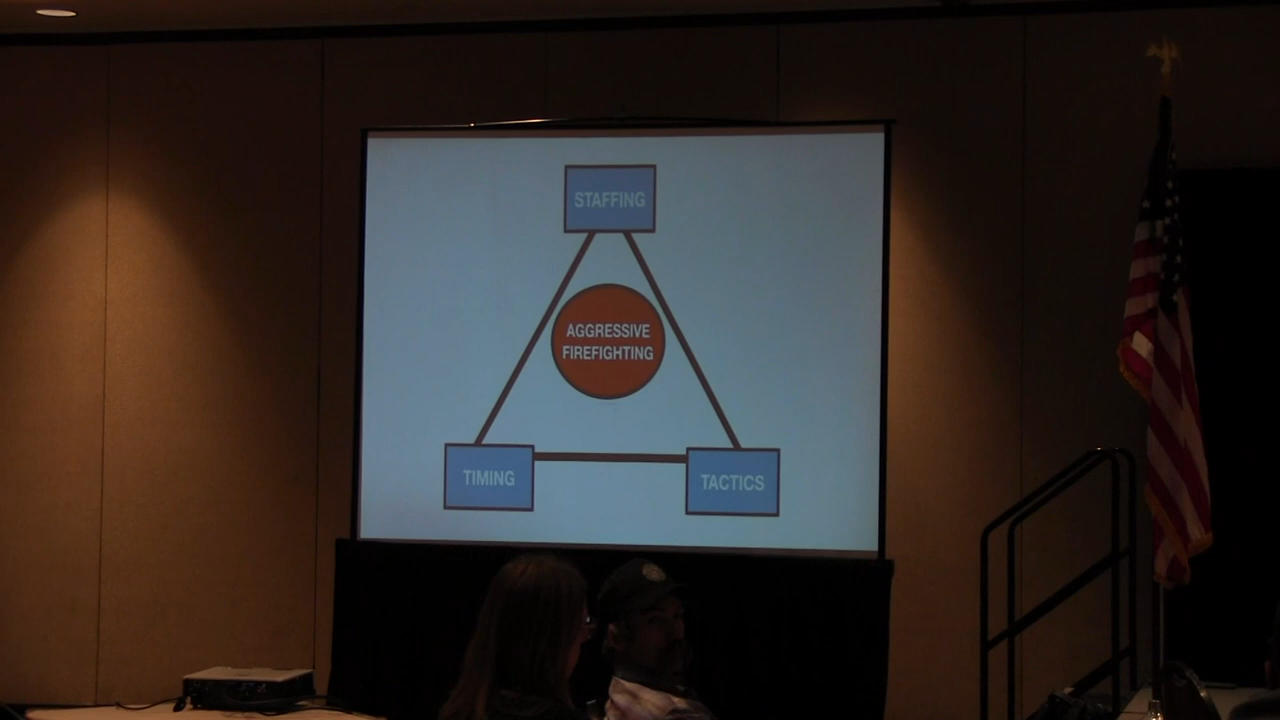 STAFFING
AGGRESSIVE
FIREFIGHTING
TIMING
TACTICS